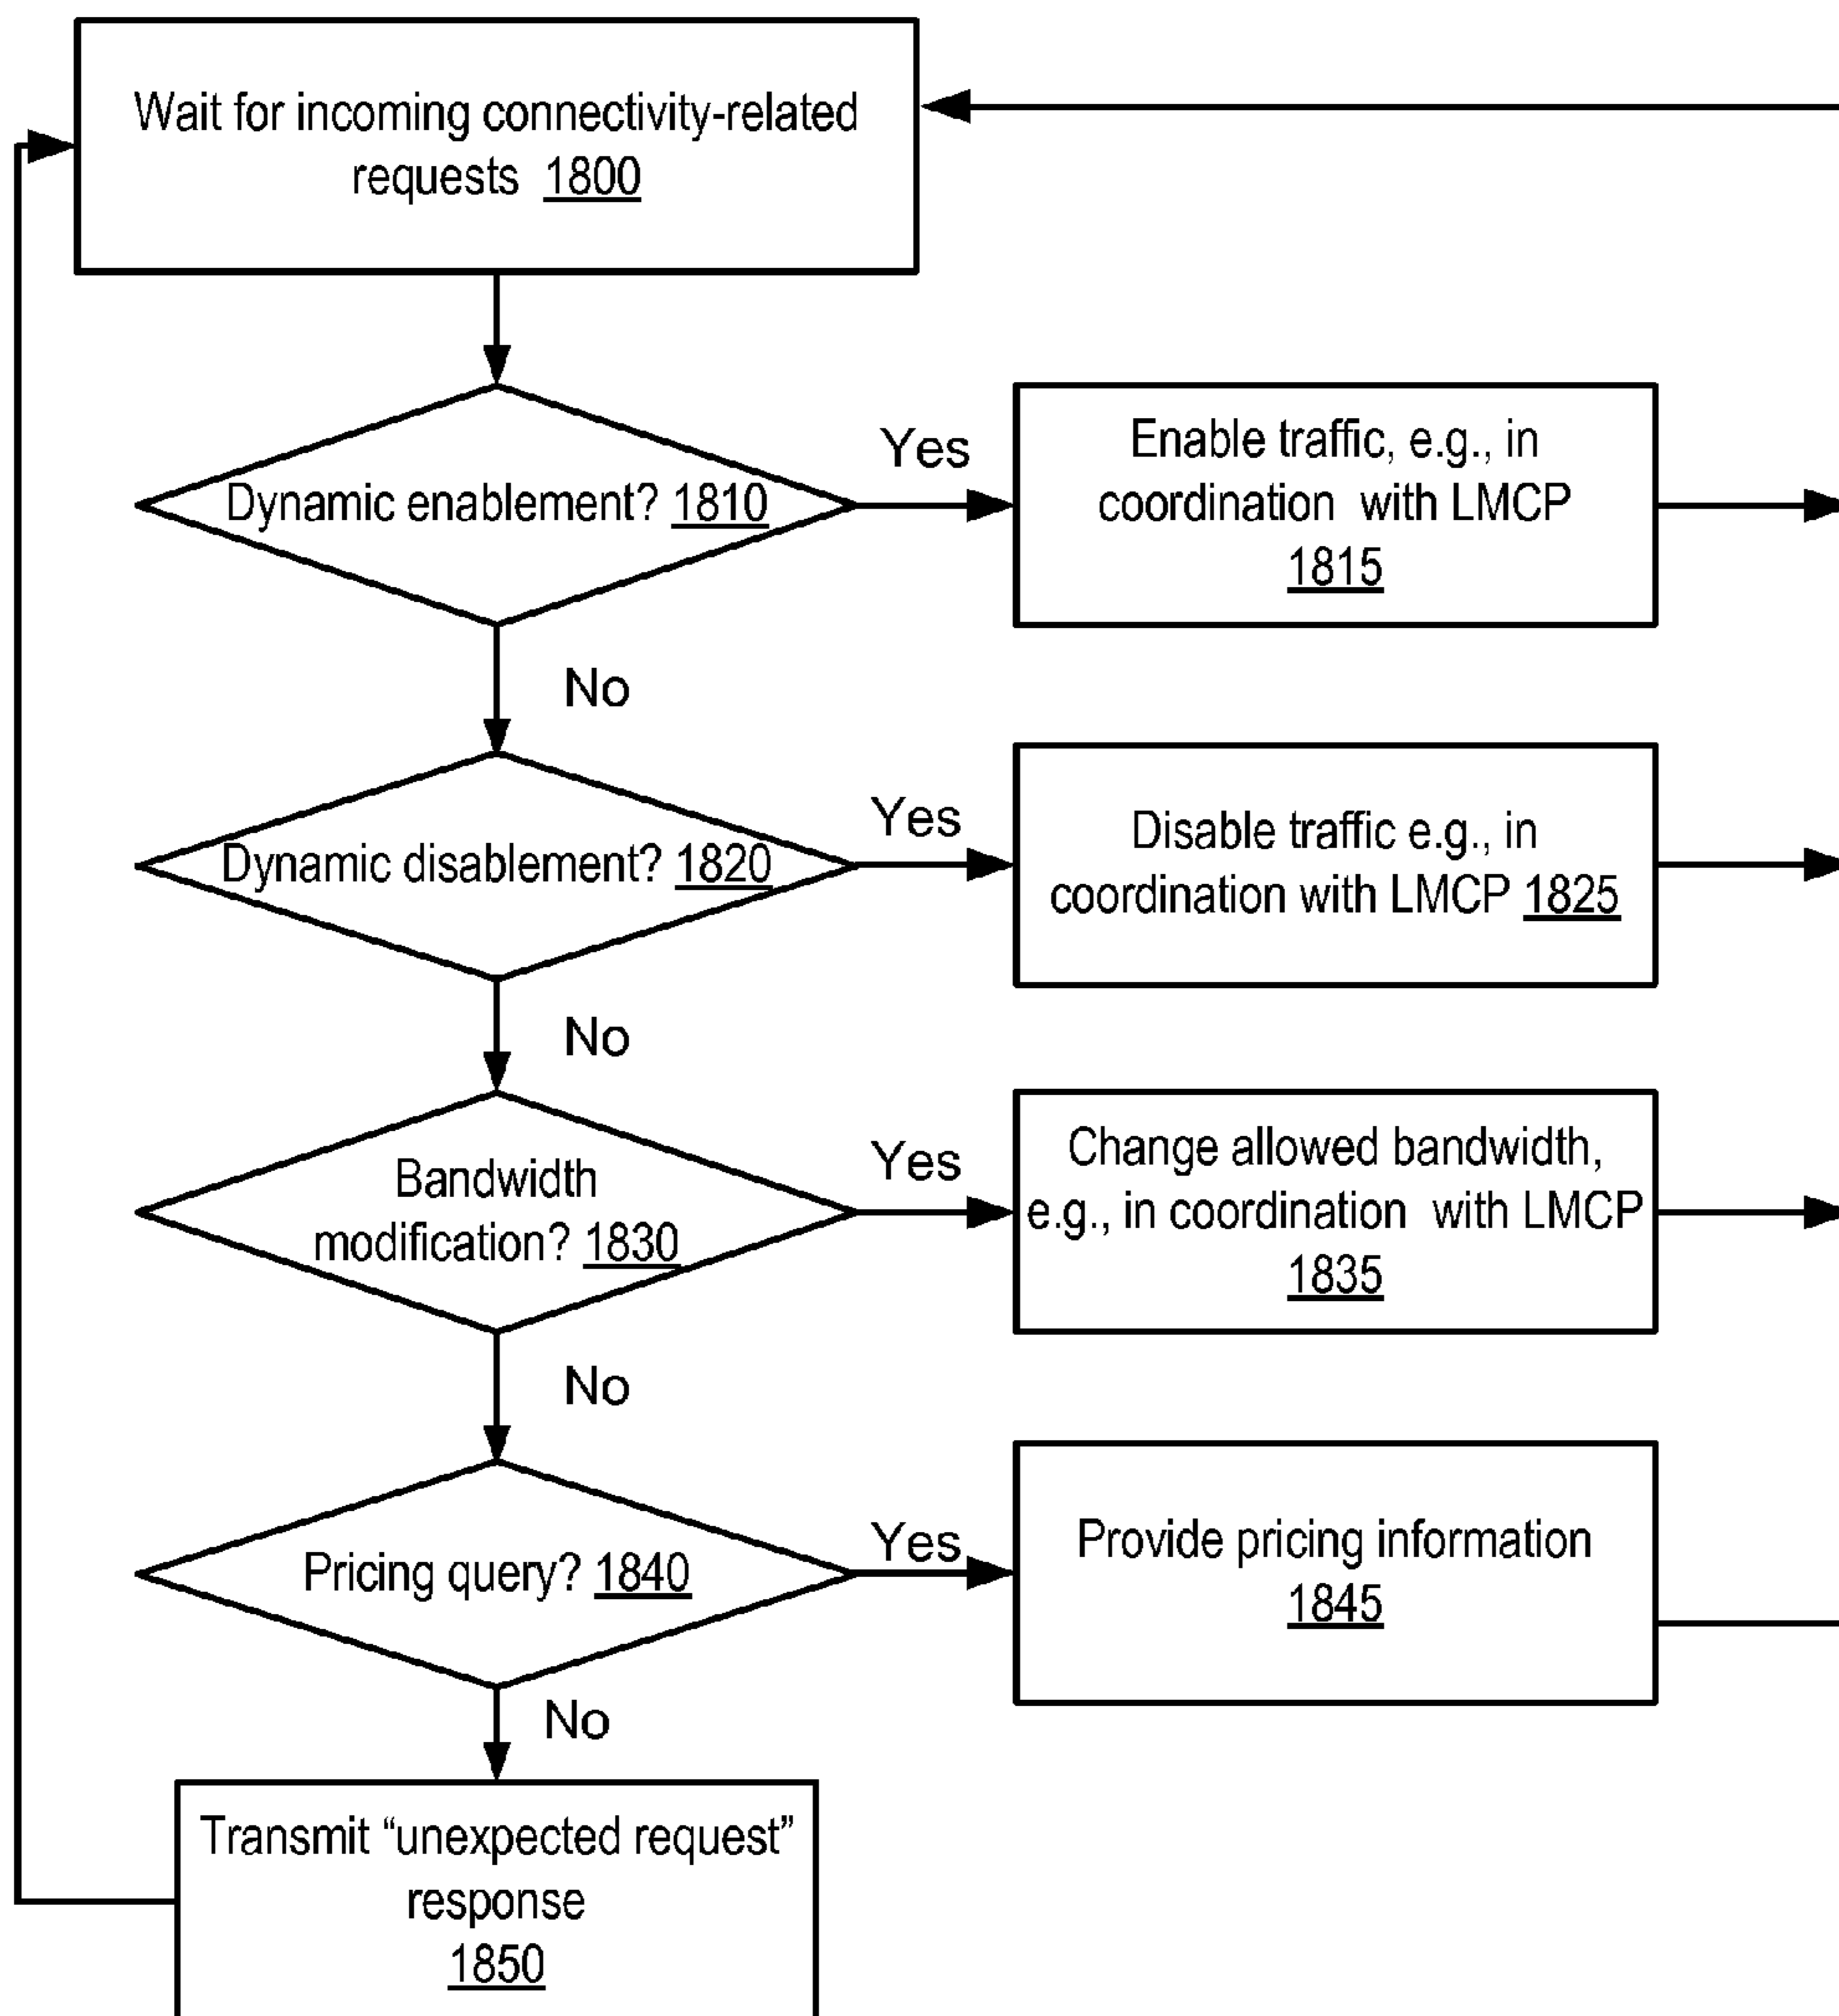 Wait for incoming connectivity-related
requests 1800
Dynamic enablement? 1810
Yes
Enable traffic, e.g., in
coordination with LMCP
1815
No
Dynamic disablement? 1820
Yes
Disable traffic e.g., in
coordination with LMCP 1825
No
Bandwidth
modification? 1830
Yes
Change allowed bandwidth,
e.g., in coordination with LMCP
1835
No
Pricing query? 1840
Yes
Provide pricing information
1845
No
Transmit “unexpected request”
response
1850